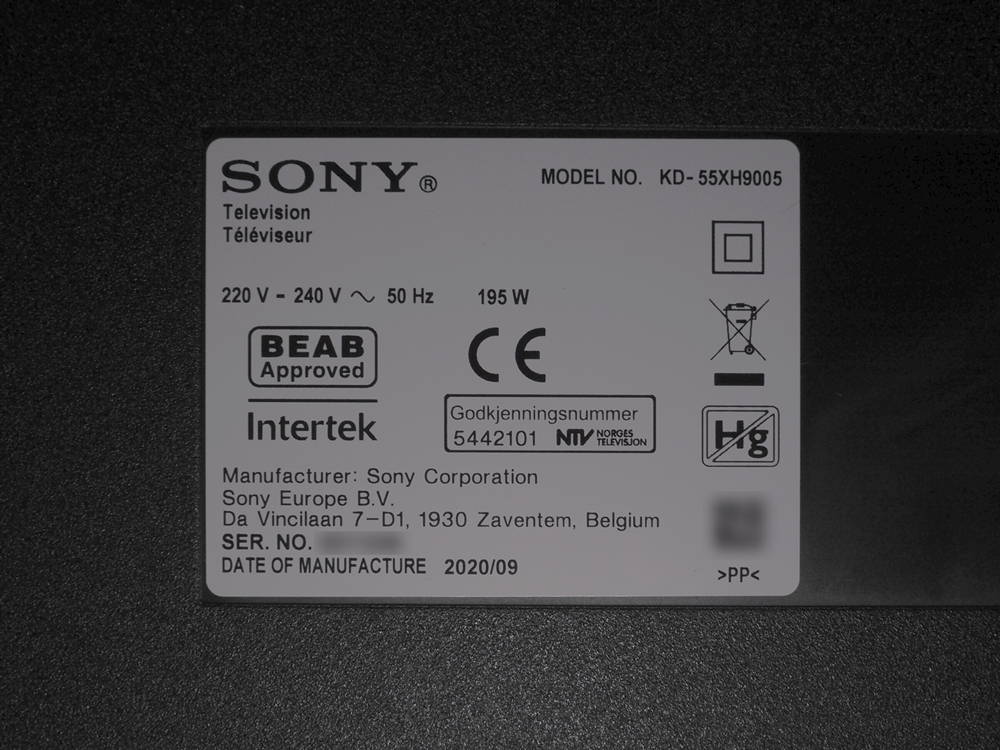 SONY®
MODEL NO. KD-55XH9005
Television
Téléviseur
220 V - 240 V ~ 50 Hz 195 W
BEAB
Approved
CE
Intertek
Godkjenningsnummer
5442101 NTV NORGES TELEVISJON
Hg
Manufacturer: Sony Corporation
Sony Europe B.V.
Da Vincilaan 7-D1, 1930 Zaventem, Belgium
SER. NO.
DATE OF MANUFACTURE 2020/09
>PP<